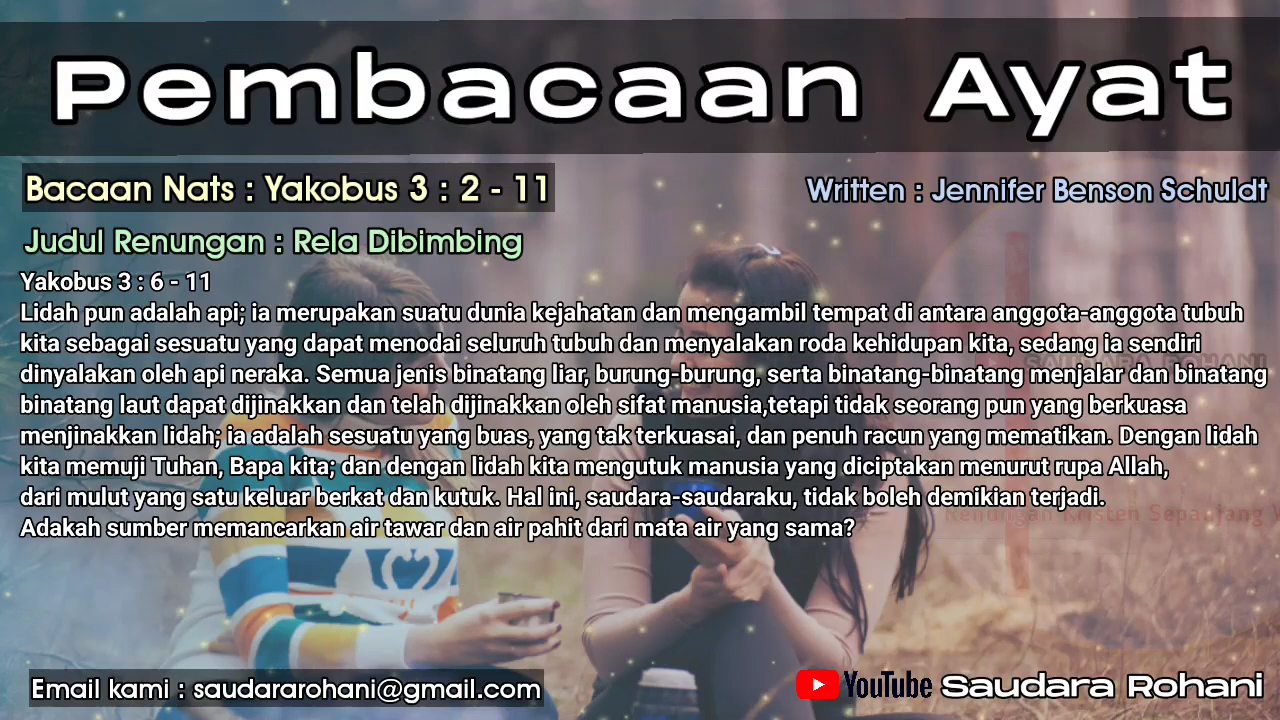 Pembacaan Ayat
Bacaan Nats : Yakobus 3 : 2 - 11
Written : Jennifer Benson Schuldt
Judul Renungan : Rela Dibimbing
Yakobus 3 : 6 - 11
Lidah pun adalah api; ia merupakan suatu dunia kejahatan dan mengambil tempat di antara anggota-anggota tubuh
kita sebagai sesuatu yang dapat menodai seluruh tubuh dan menyalakan roda kehidupan kita, sedang ia sendiri
dinyalakan oleh api neraka. Semua jenis binatang liar, burung-burung, serta binatang-binatang menjalar dan binatang
binatang laut dapat dijinakkan dan telah dijinakkan oleh sifat manusia,tetapi tidak seorang pun yang berkuasa
menjinakkan lidah; ia adalah sesuatu yang buas, yang tak terkuasai, dan penuh racun yang mematikan. Dengan lidah
kita memuji Tuhan, Bapa kita; dan dengan lidah kita mengutuk manusia yang diciptakan menurut rupa Allah,
dari mulut yang satu keluar berkat dan kutuk. Hal ini, saudara-saudaraku, tidak boleh demikian terjadi.
Adakah sumber memancarkan air tawar dan air pahit dari mata air yang sama?
SAUDARA ROHANI
Renungan Kristen Sepanjang
Email kami : saudararohani@gmail.com
YouTube Saudara Rohani